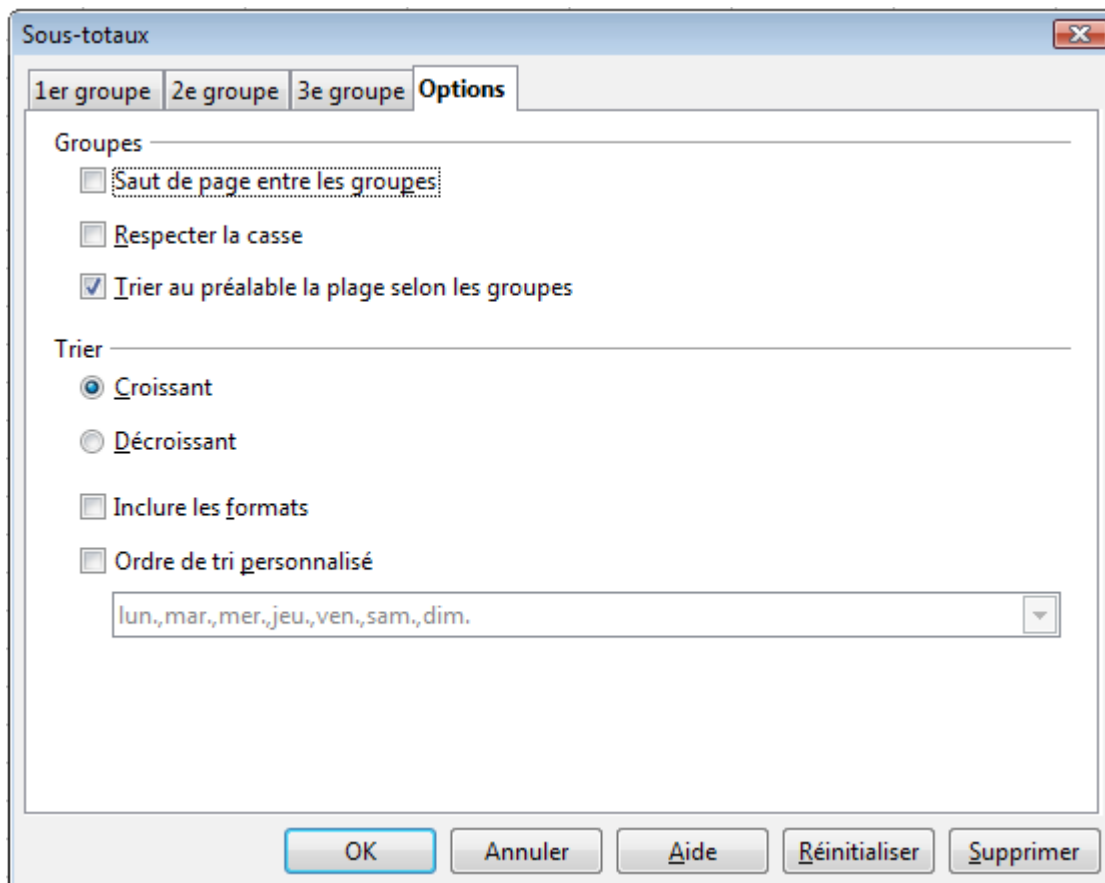 Sous-totaux
1er groupe 2e groupe 3e groupe Options
Groupes
Saut de page entre les groupes
Respecter la casse
Trier au préalable la plage selon les groupes
Trier
Croissant
Décroissant
Inclure les formats
Ordre de tri personnalisé
lun.,mar.,mer.,jeu.,ven.,sam.,dim.
OK Annuler Aide Réinitialiser Supprimer